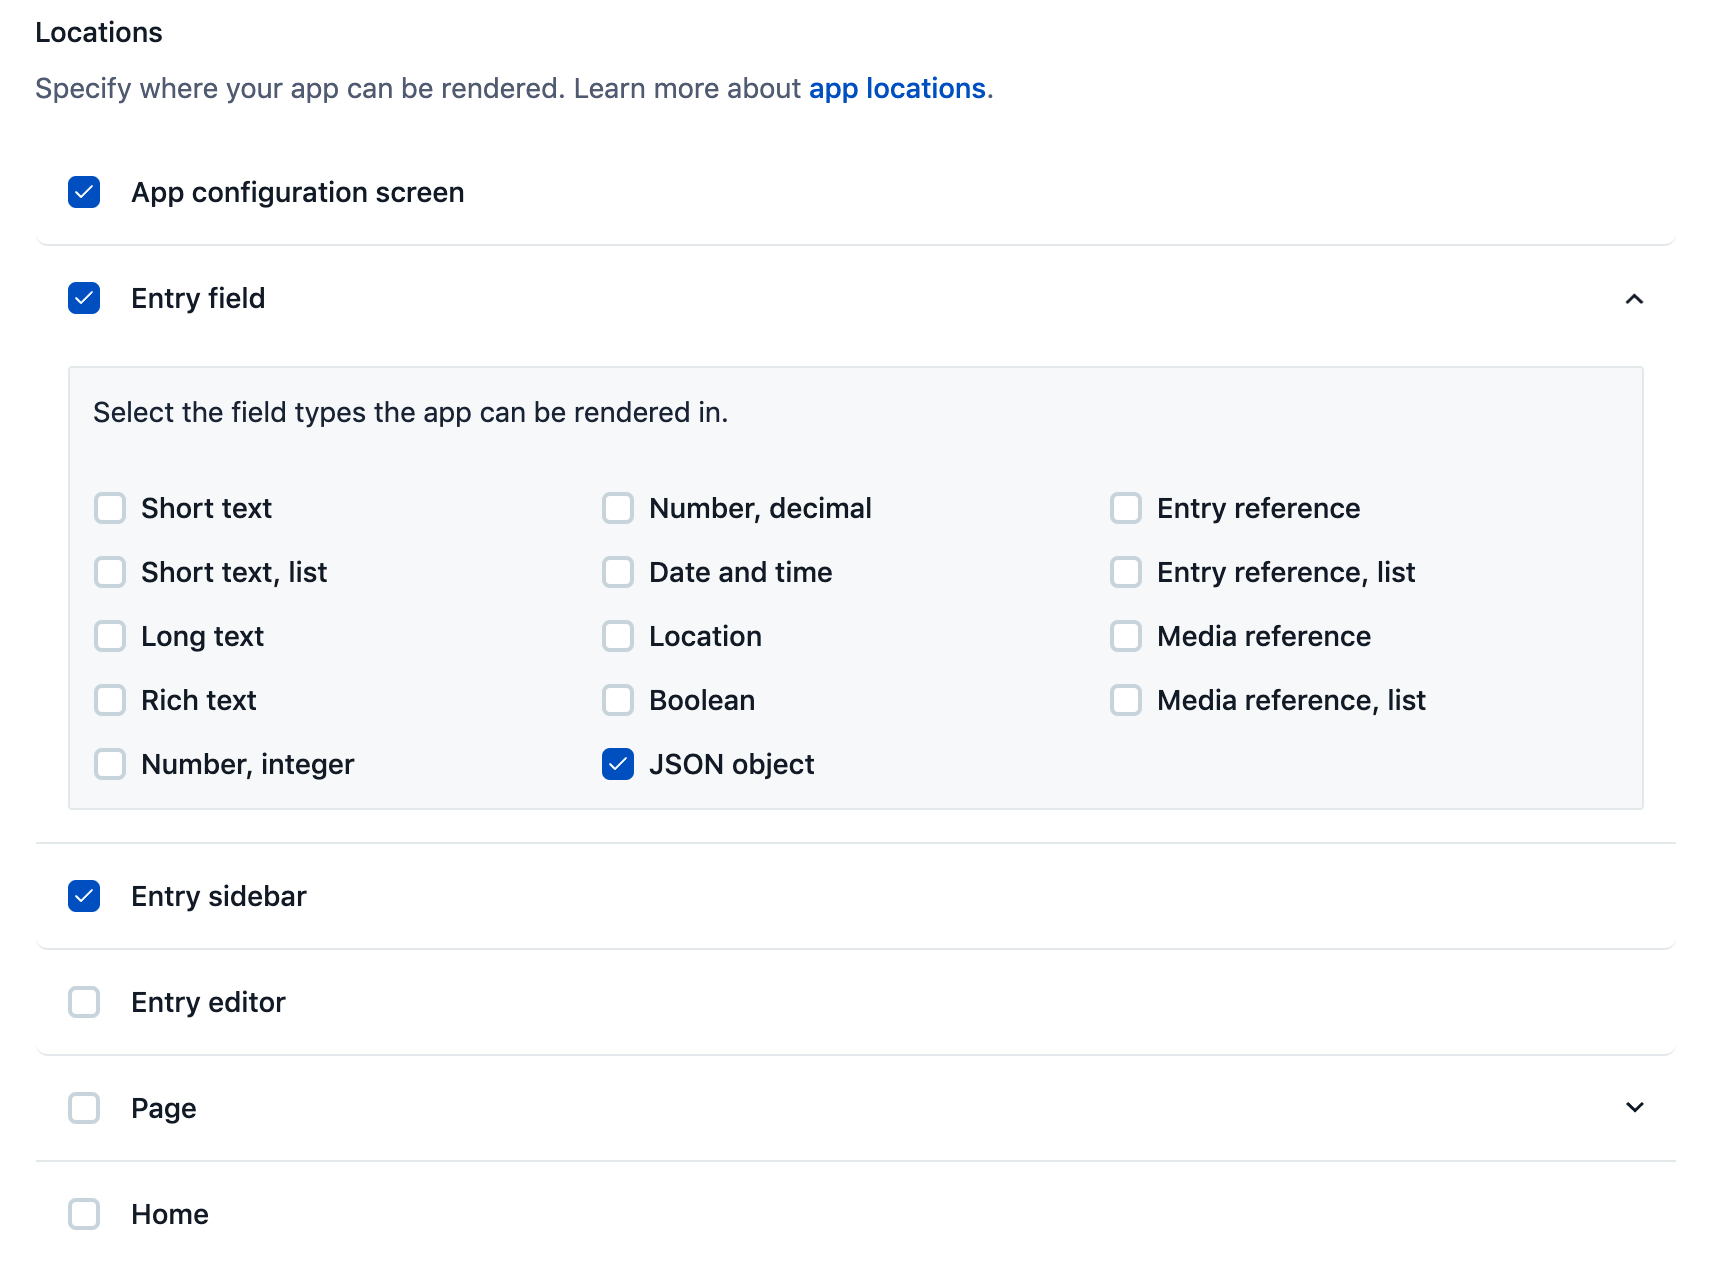 Locations
Specify where your app can be rendered. Learn more about app locations.
App configuration screen
Entry field
Select the field types the app can be rendered in.
Short text
Short text, list
Long text
Rich text
Number, integer
Number, decimal
Date and time
Location
Boolean
JSON object
Entry reference
Entry reference, list
Media reference
Media reference, list
Entry sidebar
Entry editor
Page
Home